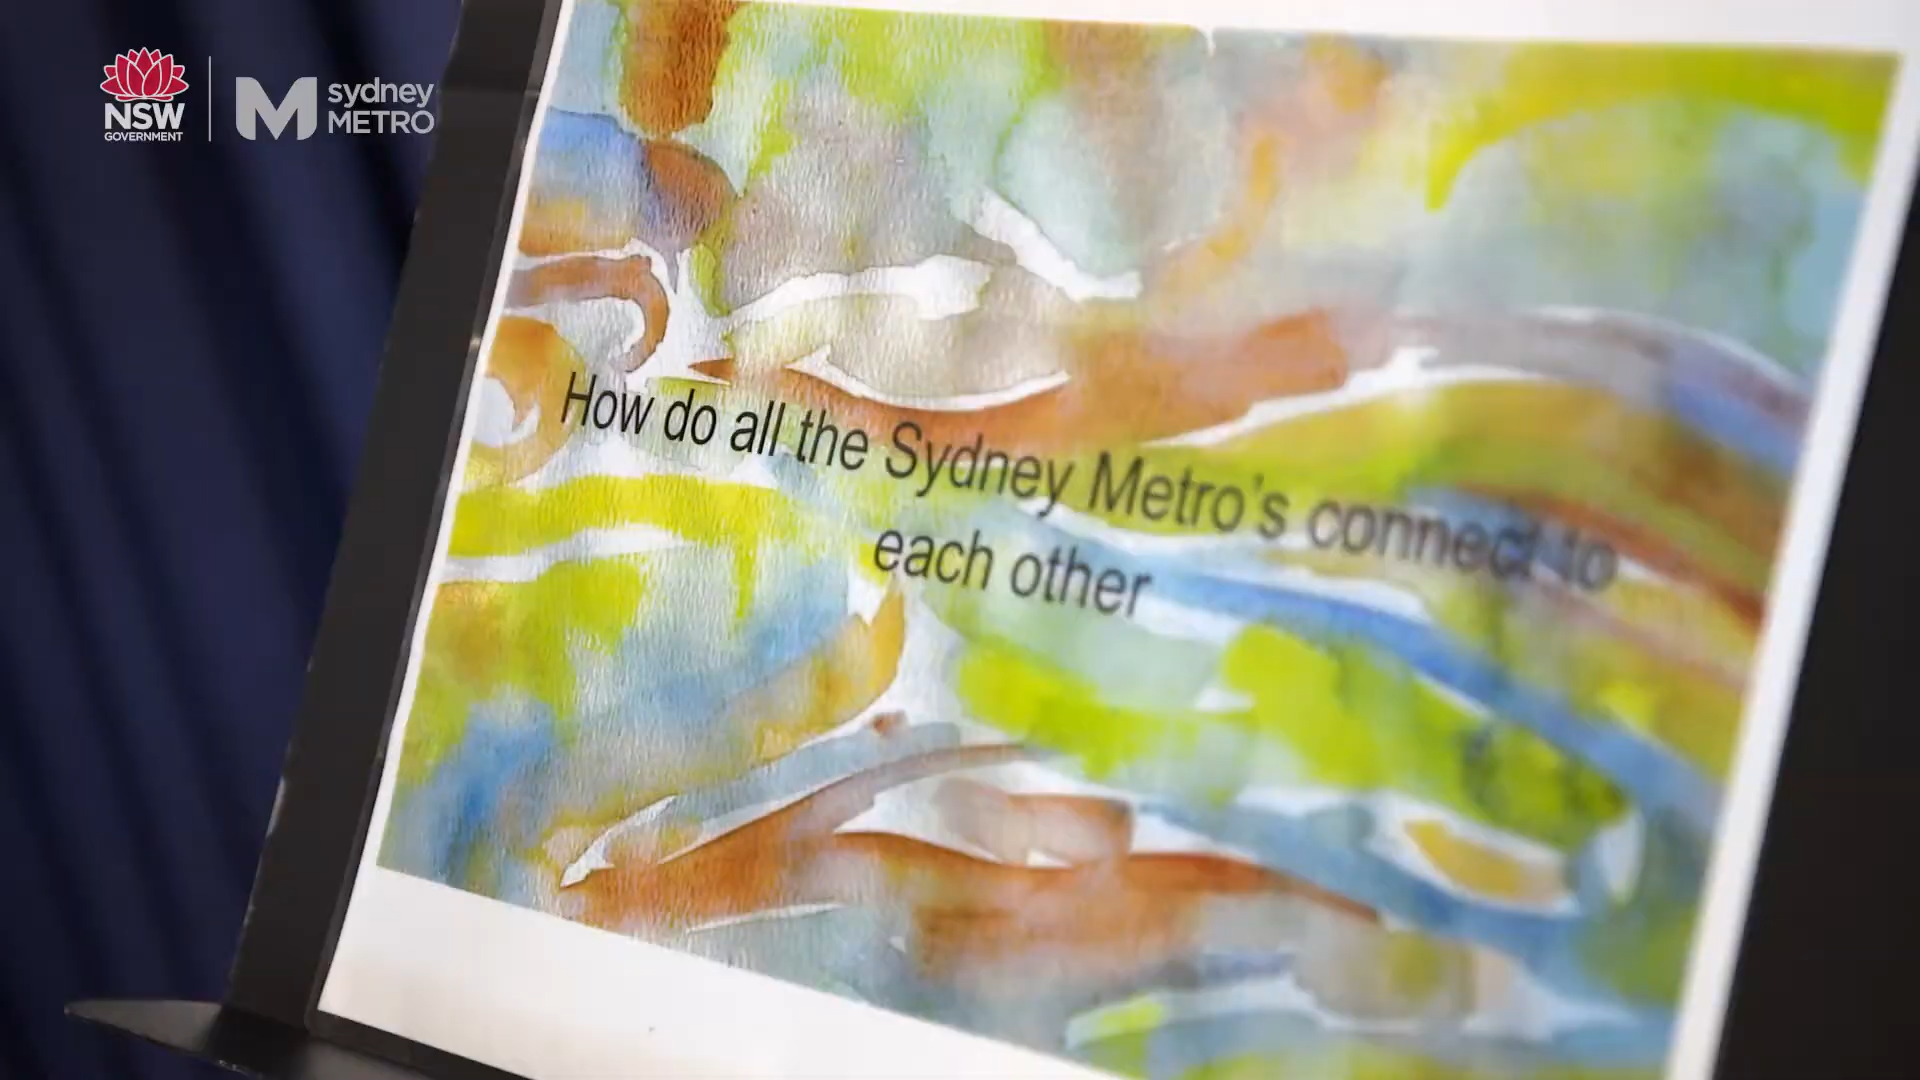 NSW
GOVERNMENT
sydney
METRO
How do all the Sydney Metro's connect to
each other